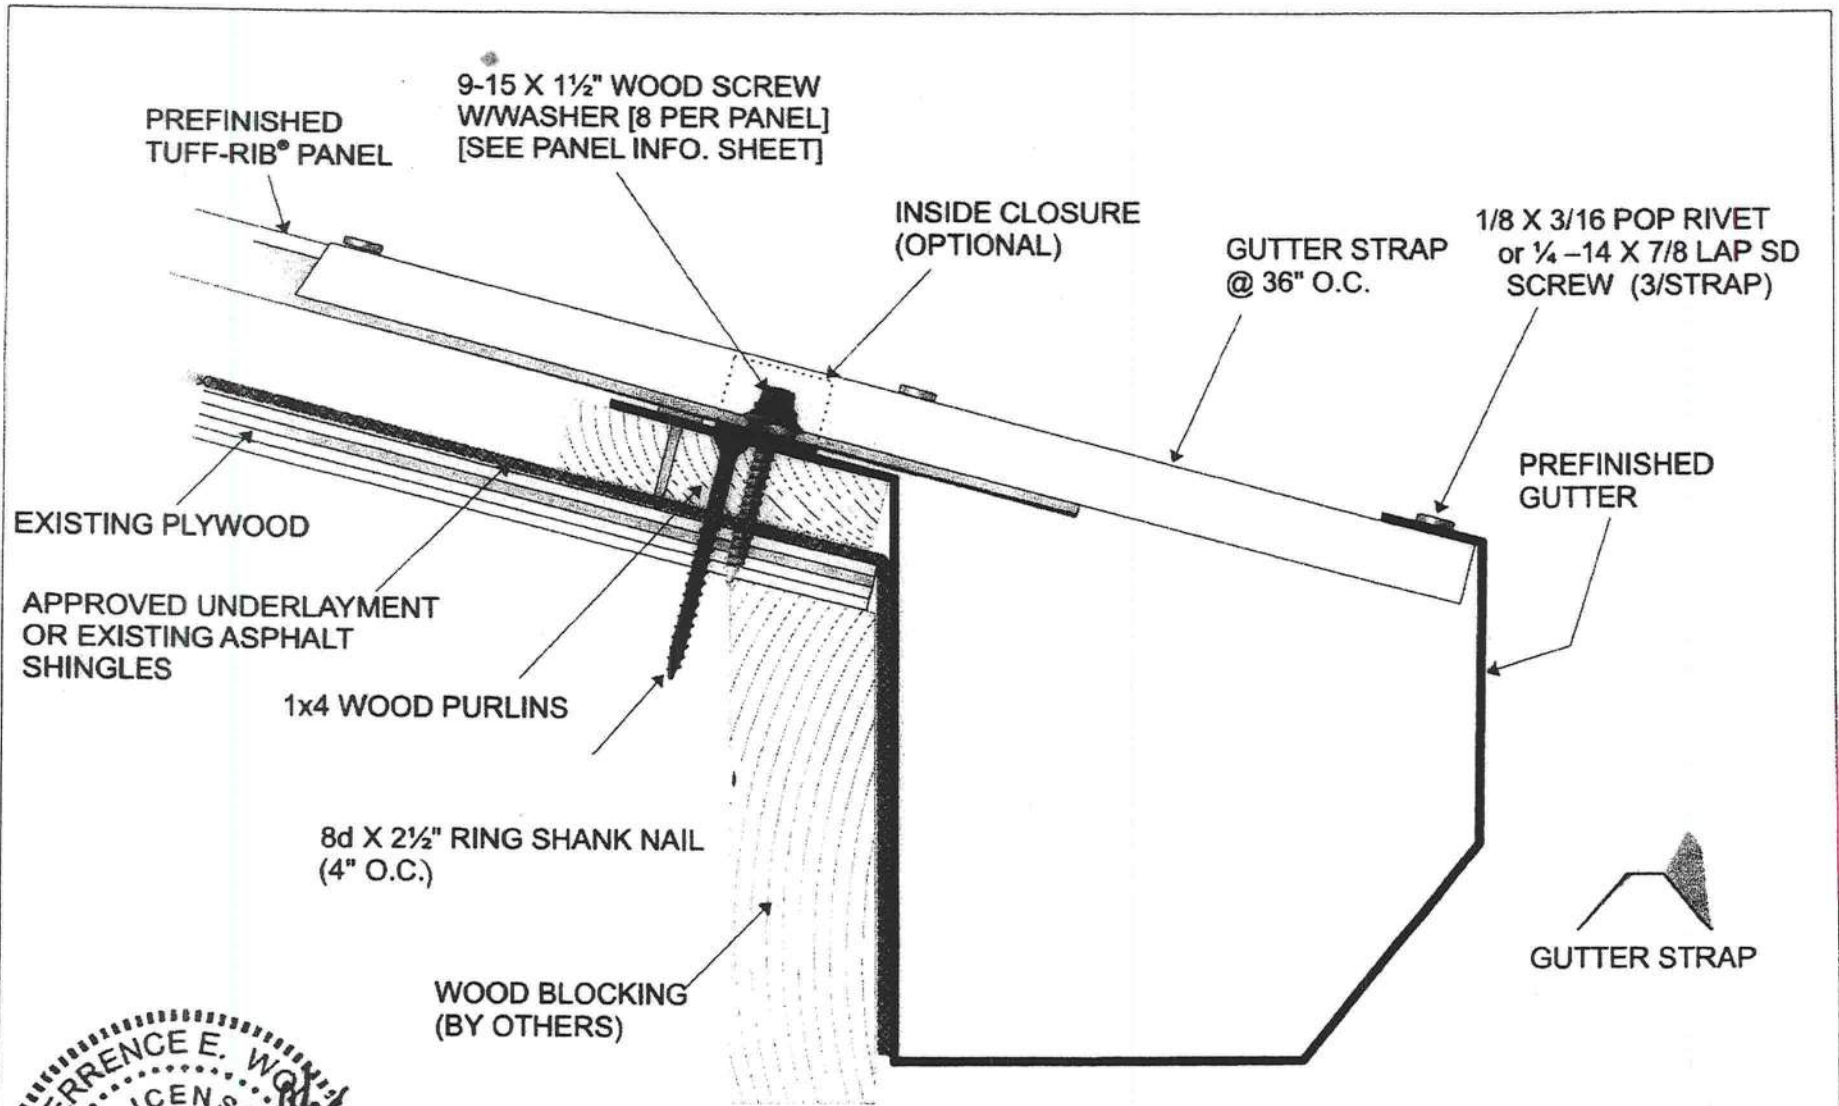 9-15 X 1½" WOOD SCREW
W/WASHER [8 PER PANEL]
[SEE PANEL INFO. SHEET]
PREFINISHED
TUFF-RIB® PANEL
INSIDE CLOSURE
(OPTIONAL)
GUTTER STRAP
@ 36" O.C.
1/8 X 3/16 POP RIVET
or ¼ –14 X 7/8 LAP SD
SCREW (3/STRAP)
PREFINISHED
GUTTER
EXISTING PLYWOOD
APPROVED UNDERLAYMENT
OR EXISTING ASPHALT
SHINGLES
1x4 WOOD PURLINS
8d X 2½" RING SHANK NAIL
(4" O.C.)
WOOD BLOCKING
(BY OTHERS)
GUTTER STRAP
ERRENCE E.
ICENS